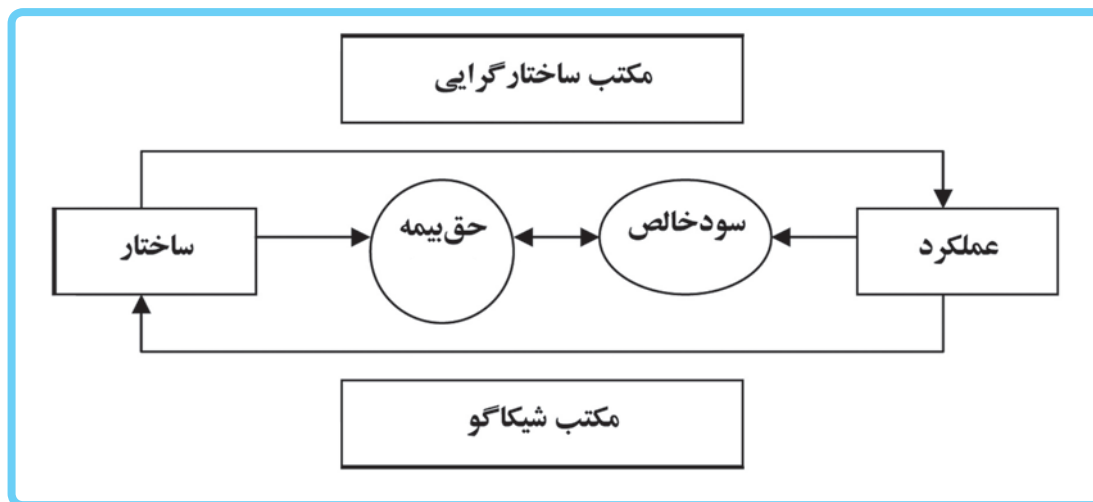 مکتب ساختارگرایی
ساختار
حق‌بیمه
سودخالص
عملکرد
مکتب شیکاگو